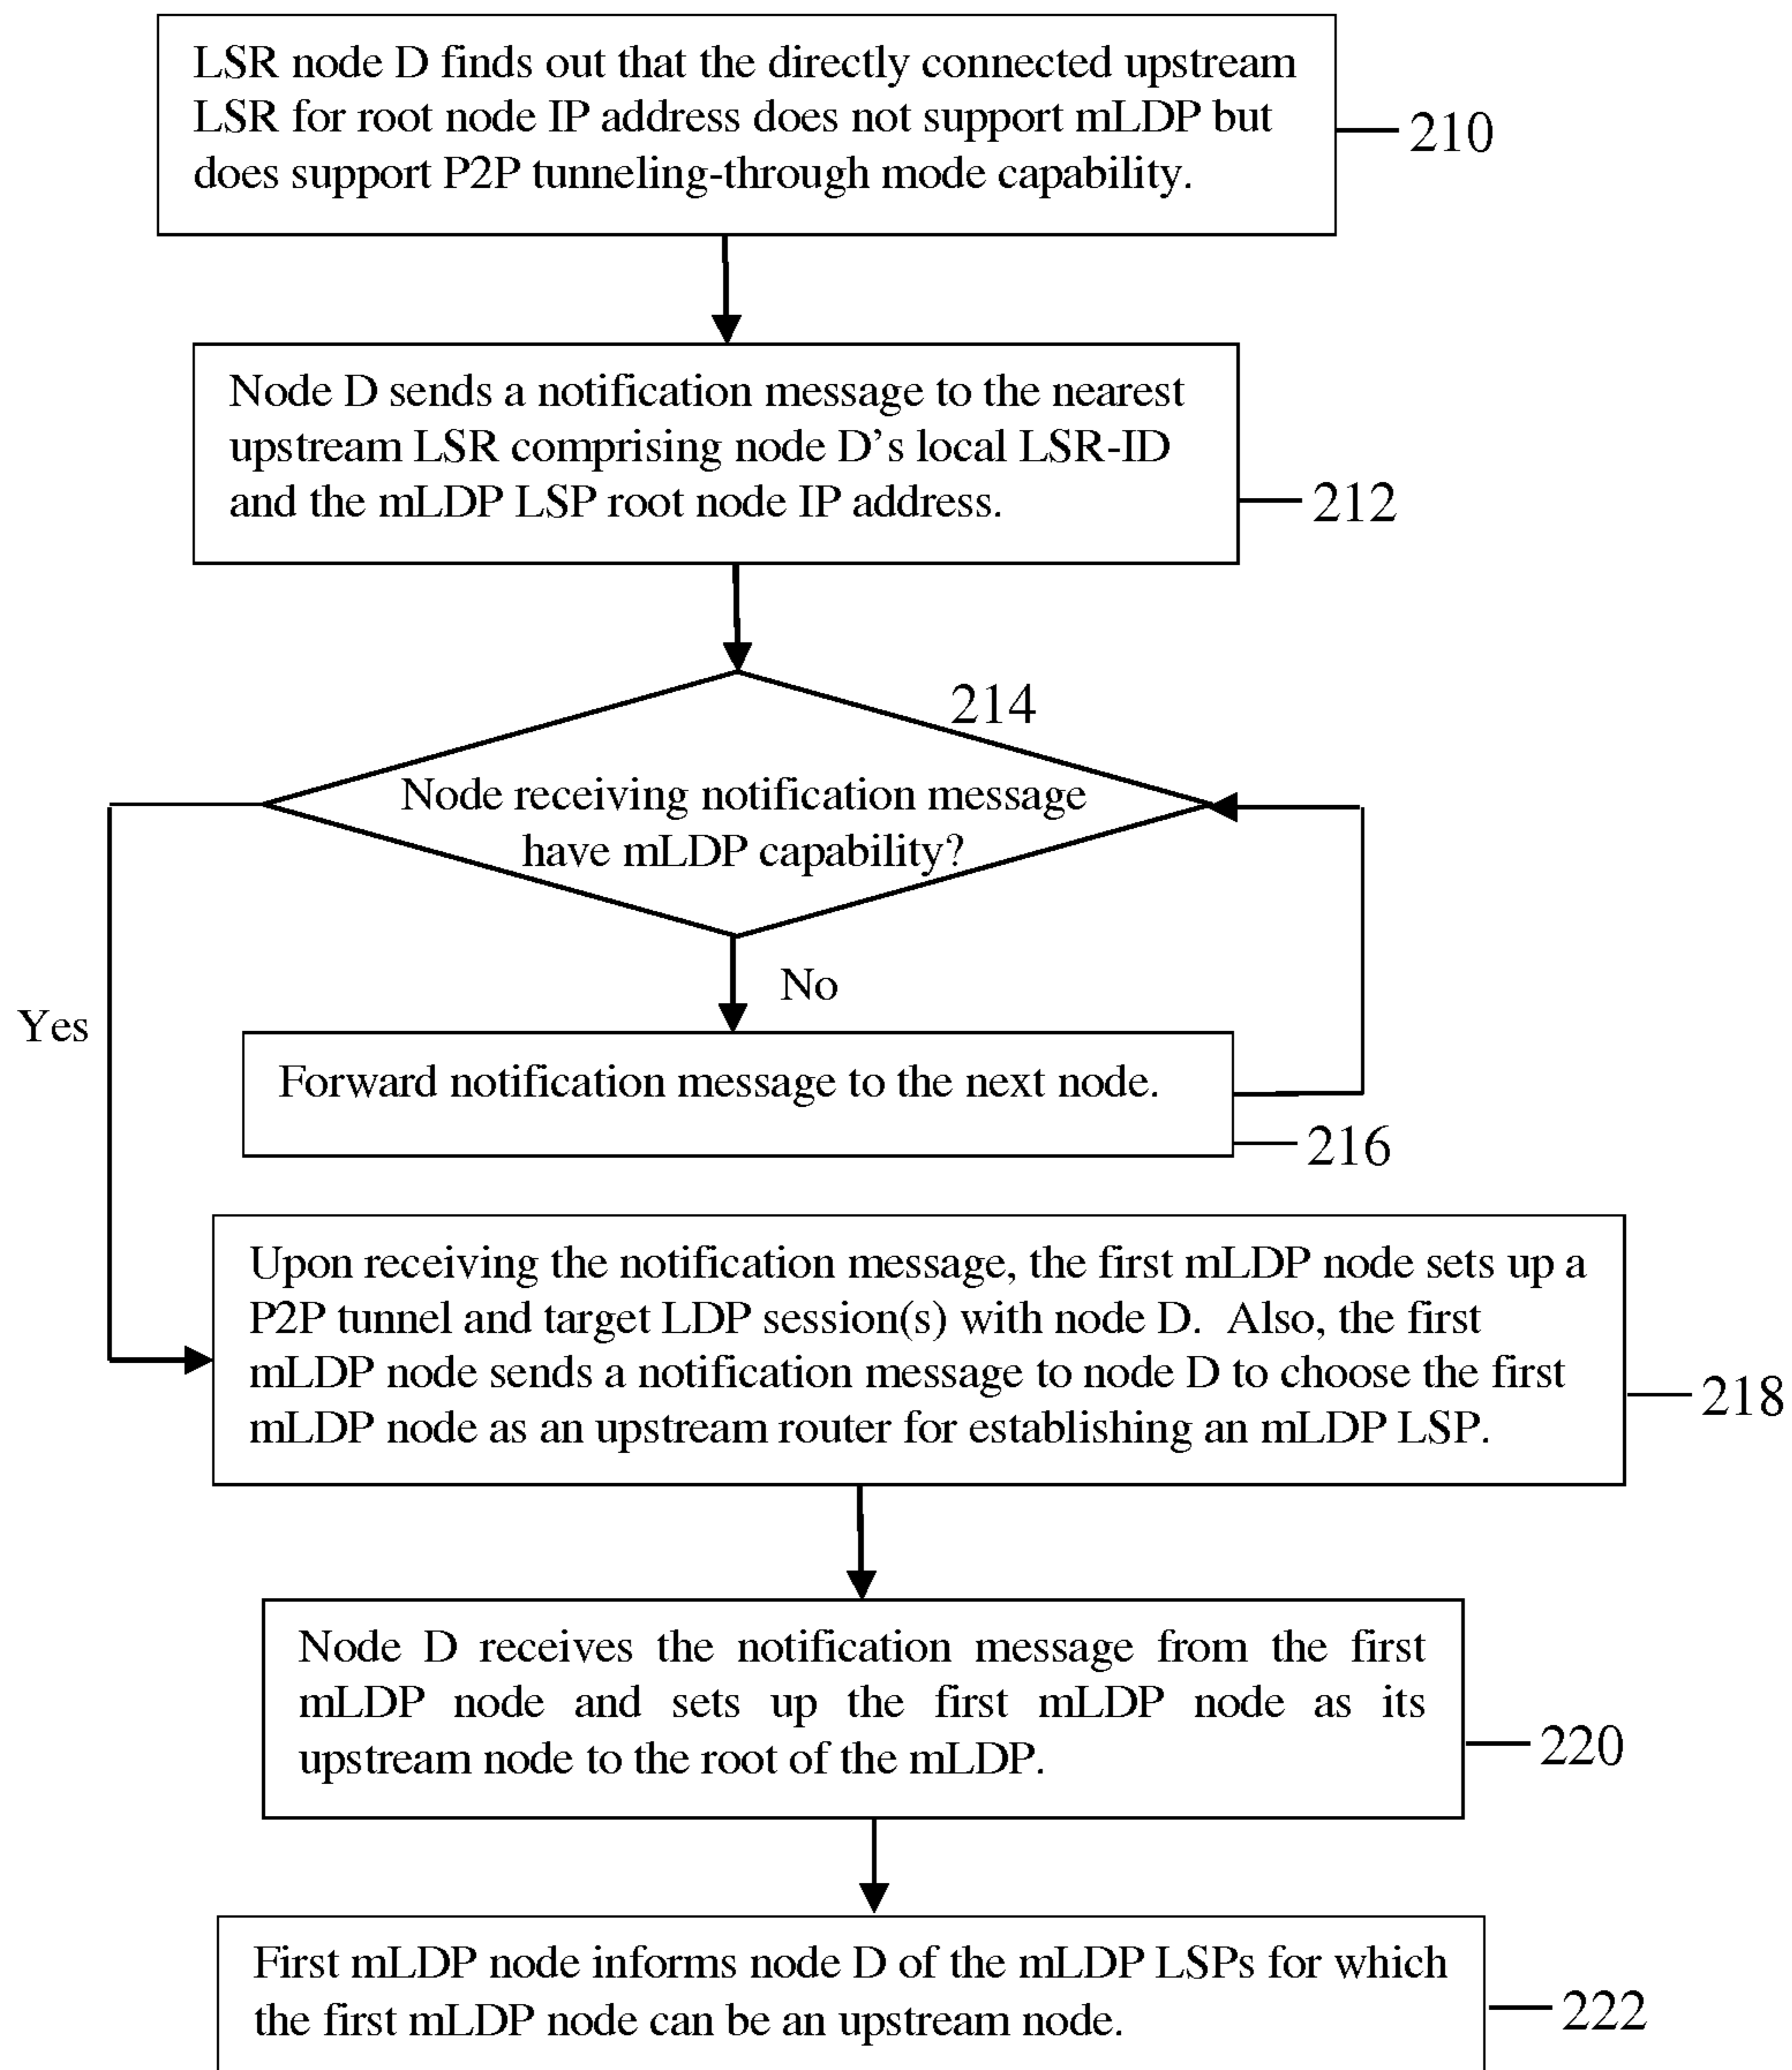 LSR node D finds out that the directly connected upstream
LSR for root node IP address does not support mLDP but
does support P2P tunneling-through mode capability.
210
Node D sends a notification message to the nearest
upstream LSR comprising node D's local LSR-ID
and the mLDP LSP root node IP address.
212
214
Node receiving notification message
have mLDP capability?
No
Yes
Forward notification message to the next node.
216
Upon receiving the notification message, the first mLDP node sets up a
P2P tunnel and target LDP session(s) with node D. Also, the first
mLDP node sends a notification message to node D to choose the first
mLDP node as an upstream router for establishing an mLDP LSP.
218
Node D receives the notification message from the first
mLDP node and sets up the first mLDP node as its
upstream node to the root of the mLDP.
220
First mLDP node informs node D of the mLDP LSPs for which
the first mLDP node can be an upstream node.
222